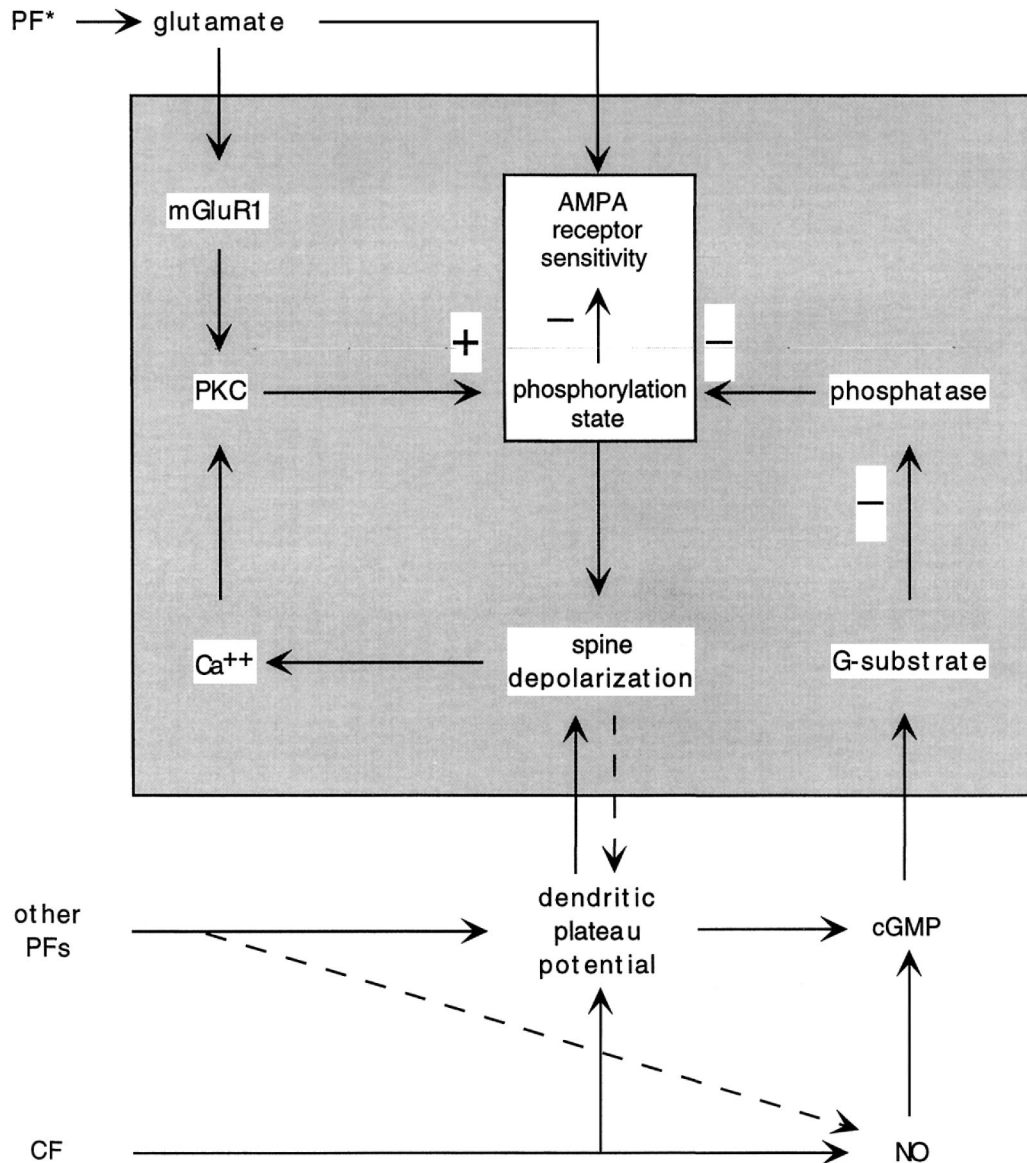 PF*
glutamate
mGluR1
AMPA
receptor
sensitivity
−
+
−
PKC
phosphorylation
state
phosphatase
−
Ca++
spine
depolarization
G-substrate
other
PFs
dendritic
plateau
potential
cGMP
CF
NO